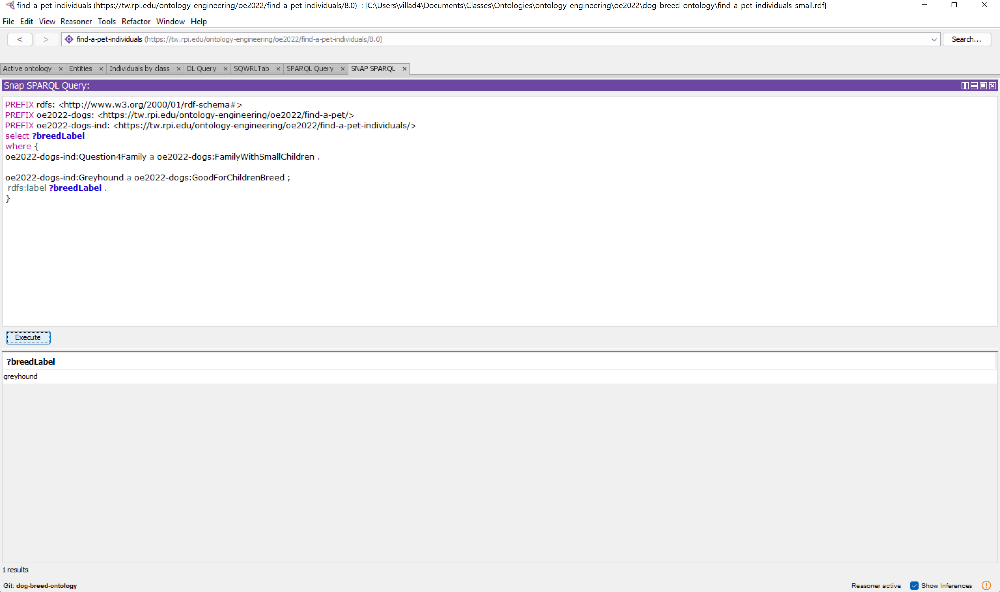 find-a-pet-individuals (https://tw.rpi.edu/ontology-engineering/oe2022/find-a-pet-individuals/8.0) : [C:\Users\villad4\Documents\Classes\Ontologies\ontology-engineering\oe2022\dog-breed-ontology\find-a-pet-individuals-small.rdf]
File Edit View Reasoner Tools Refactor Window Help
< > find-a-pet-individuals (https://tw.rpi.edu/ontology-engineering/oe2022/find-a-pet-individuals/8.0) Search...
Active ontology × Entities × Individuals by class × DL Query × SQWRLTab × SPARQL Query × SNAP SPARQL ×
Snap SPARQL Query:
PREFIX rdfs: <http://www.w3.org/2000/01/rdf-schema#>
PREFIX oe2022-dogs: <https://tw.rpi.edu/ontology-engineering/oe2022/find-a-pet/>
PREFIX oe2022-dogs-ind: <https://tw.rpi.edu/ontology-engineering/oe2022/find-a-pet-individuals/>
select ?breedLabel
where {
oe2022-dogs-ind:Question4Family a oe2022-dogs:FamilyWithSmallChildren .
oe2022-dogs-ind:Greyhound a oe2022-dogs:GoodForChildrenBreed ;
rdfs:label ?breedLabel .
}
Execute
?breedLabel
greyhound
1 results
Git: dog-breed-ontology Reasoner active Show Inferences